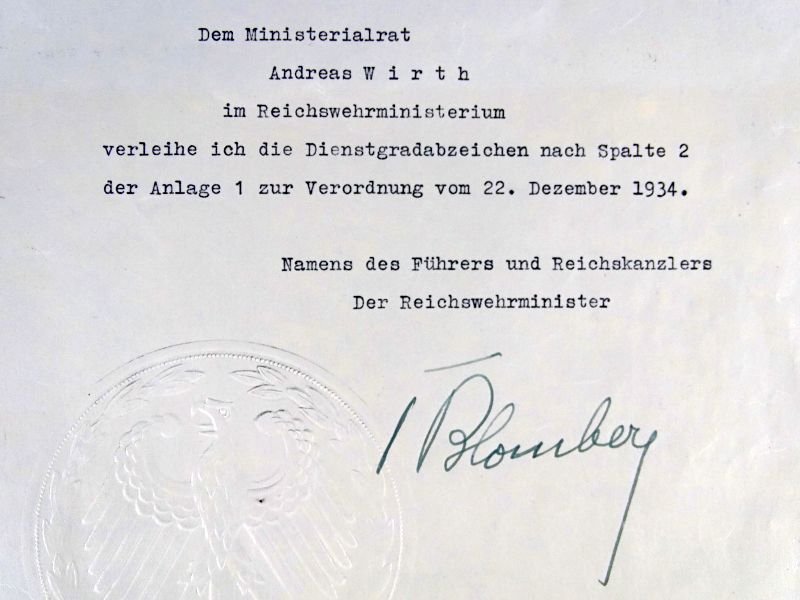 Dem Ministerialrat
Andreas W i r t h
im Reichswehrministerium
verleihe ich die Dienstgradabzeichen nach Spalte 2
der Anlage 1 zur Verordnung vom 22. Dezember 1934.
Namens des Führers und Reichskanzlers
Der Reichswehrminister
Blomberg